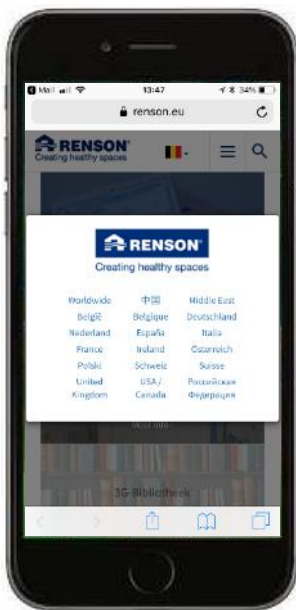 Mail
13:47
34%
renson.eu
RENSON
Creating healthy spaces
RENSON
Creating healthy spaces
Worldwide 中国 Middle East
België Belgique Deutschland
Nederland España Italia
France Ireland Österreich
Polski Schweiz Suisse
United Kingdom USA / Canada Российская Федерация
Meer info
3G Bibliotheek